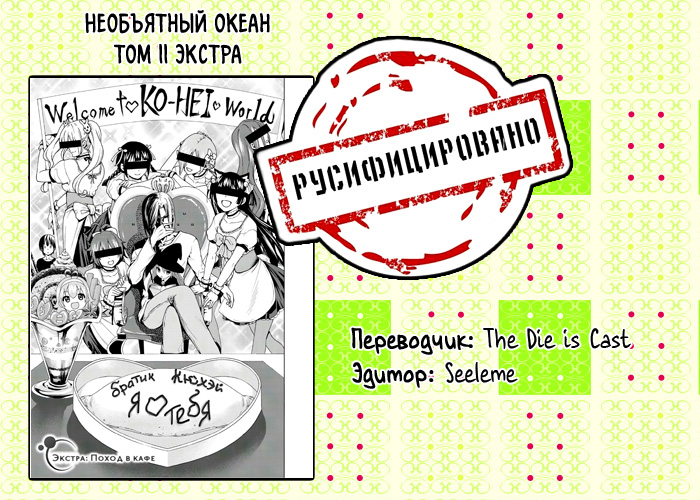 НЕОБЪЯТНЫЙ ОКЕАН
ТОМ 11 ЭКСТРА
Welcome to ♡ KO-HEI ♡ World
РУСИФИЦИРОВАНО
Переводчик: The Die is Cast
Эдитор: Seeleme
братик Кохэй
Я ♡ тебя
Экстра: Поход в кафе